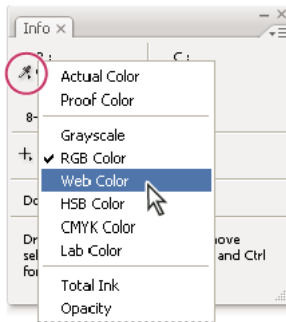 Info ×
C :
Actual Color
Proof Color
8-
Grayscale
✔ RGB Color
Web Color
HSB Color
CMYK Color
Lab Color
Total Ink
Opacity
Do
Dr
ove
sel
and Ctrl
for